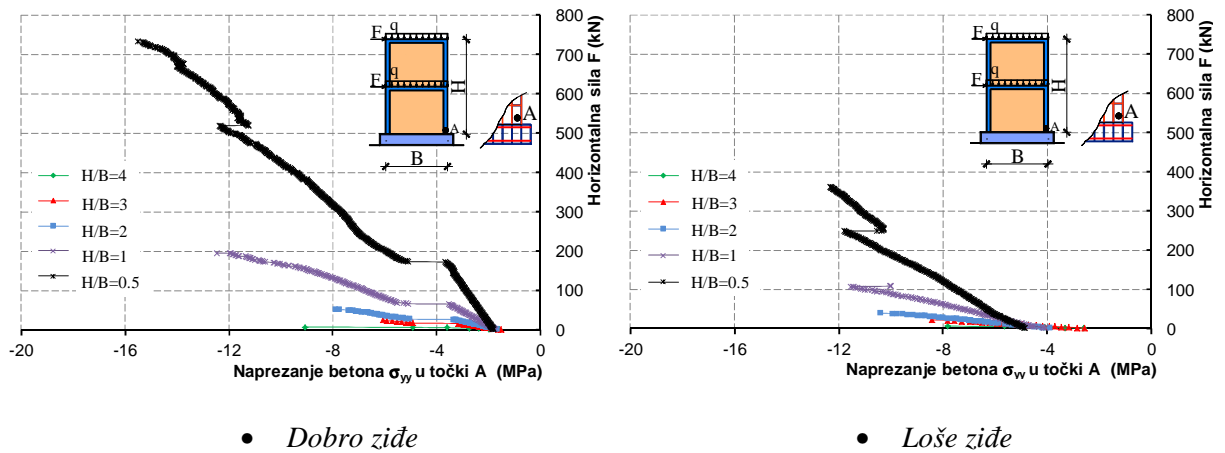 800
700
600
500
400
300
200
100
0
Horizontalna sila F (kN)
q
F
q
F
H
A
B
A
H/B=4
H/B=3
H/B=2
H/B=1
H/B=0.5
-20 -16 -12 -8 -4 0
Naprezanje betona σyy u točki A (MPa)
• Dobro ziđe
800
700
600
500
400
300
200
100
0
Horizontalna sila F (kN)
q
F
q
F
H
A
B
A
H/B=4
H/B=3
H/B=2
H/B=1
H/B=0.5
-20 -16 -12 -8 -4 0
Naprezanje betona σyy u točki A (MPa)
• Loše ziđe